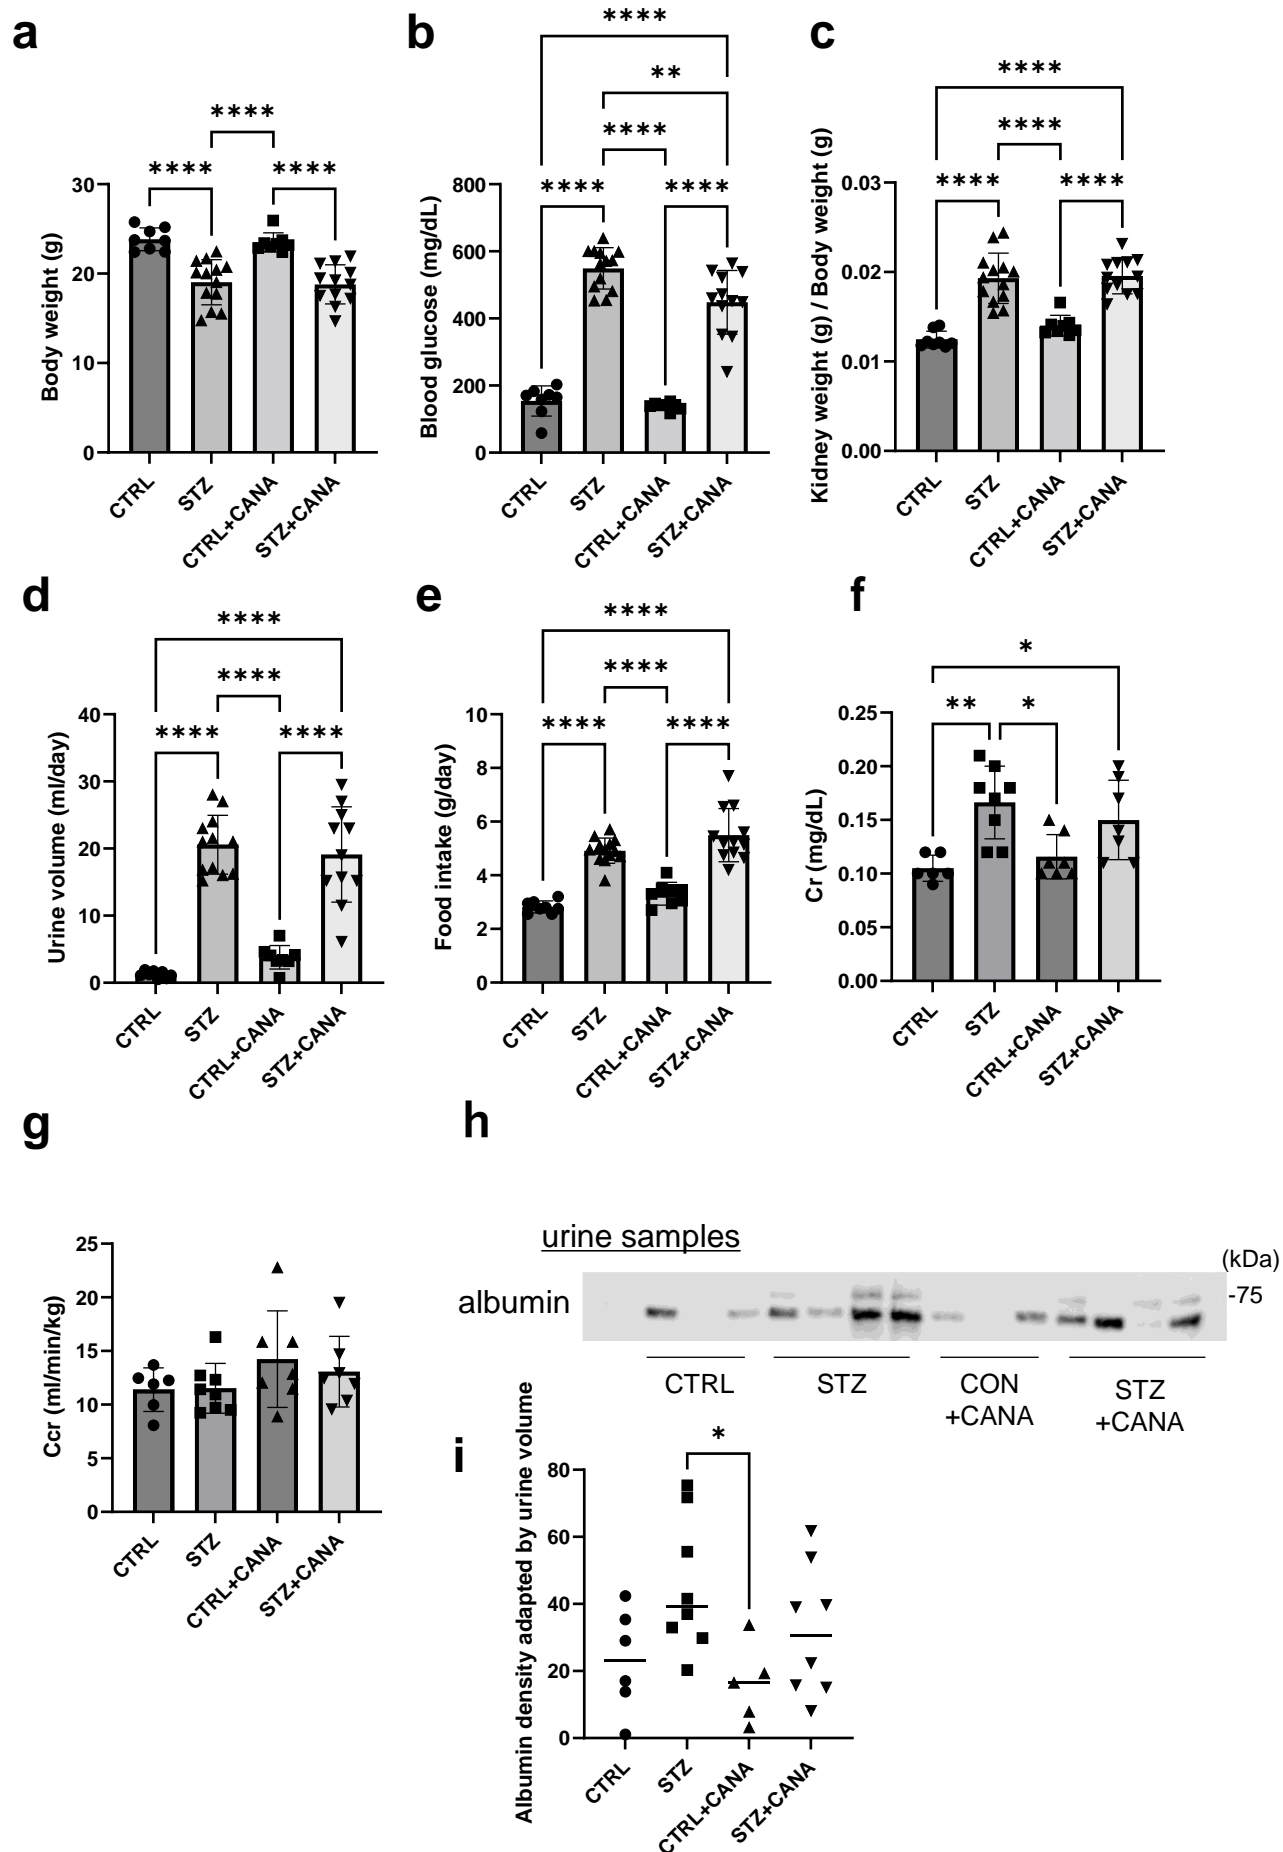 a
****
****
****
Body weight (g)
30
20
10
0
CTRL
STZ
CTRL+CANA
STZ+CANA
b
****
**
****
****
****
Blood glucose (mg/dL)
800
600
400
200
0
CTRL
STZ
CTRL+CANA
STZ+CANA
c
****
****
****
****
Kidney weight (g) / Body weight (g)
0.03
0.02
0.01
0.00
CTRL
STZ
CTRL+CANA
STZ+CANA
d
****
****
****
****
Urine volume (ml/day)
40
30
20
10
0
CTRL
STZ
CTRL+CANA
STZ+CANA
e
****
****
****
****
Food intake (g/day)
10
8
6
4
2
0
CTRL
STZ
CTRL+CANA
STZ+CANA
f
*
**
*
Cr (mg/dL)
0.25
0.20
0.15
0.10
0.05
0.00
CTRL
STZ
CTRL+CANA
STZ+CANA
g
Ccr (ml/min/kg)
25
20
15
10
5
0
CTRL
STZ
CTRL+CANA
STZ+CANA
h
urine samples
(kDa)
albumin
-75
CTRL
STZ
CON
+CANA
STZ
+CANA
i
*
Albumin density adapted by urine volume
80
60
40
20
0
CTRL
STZ
CTRL+CANA
STZ+CANA